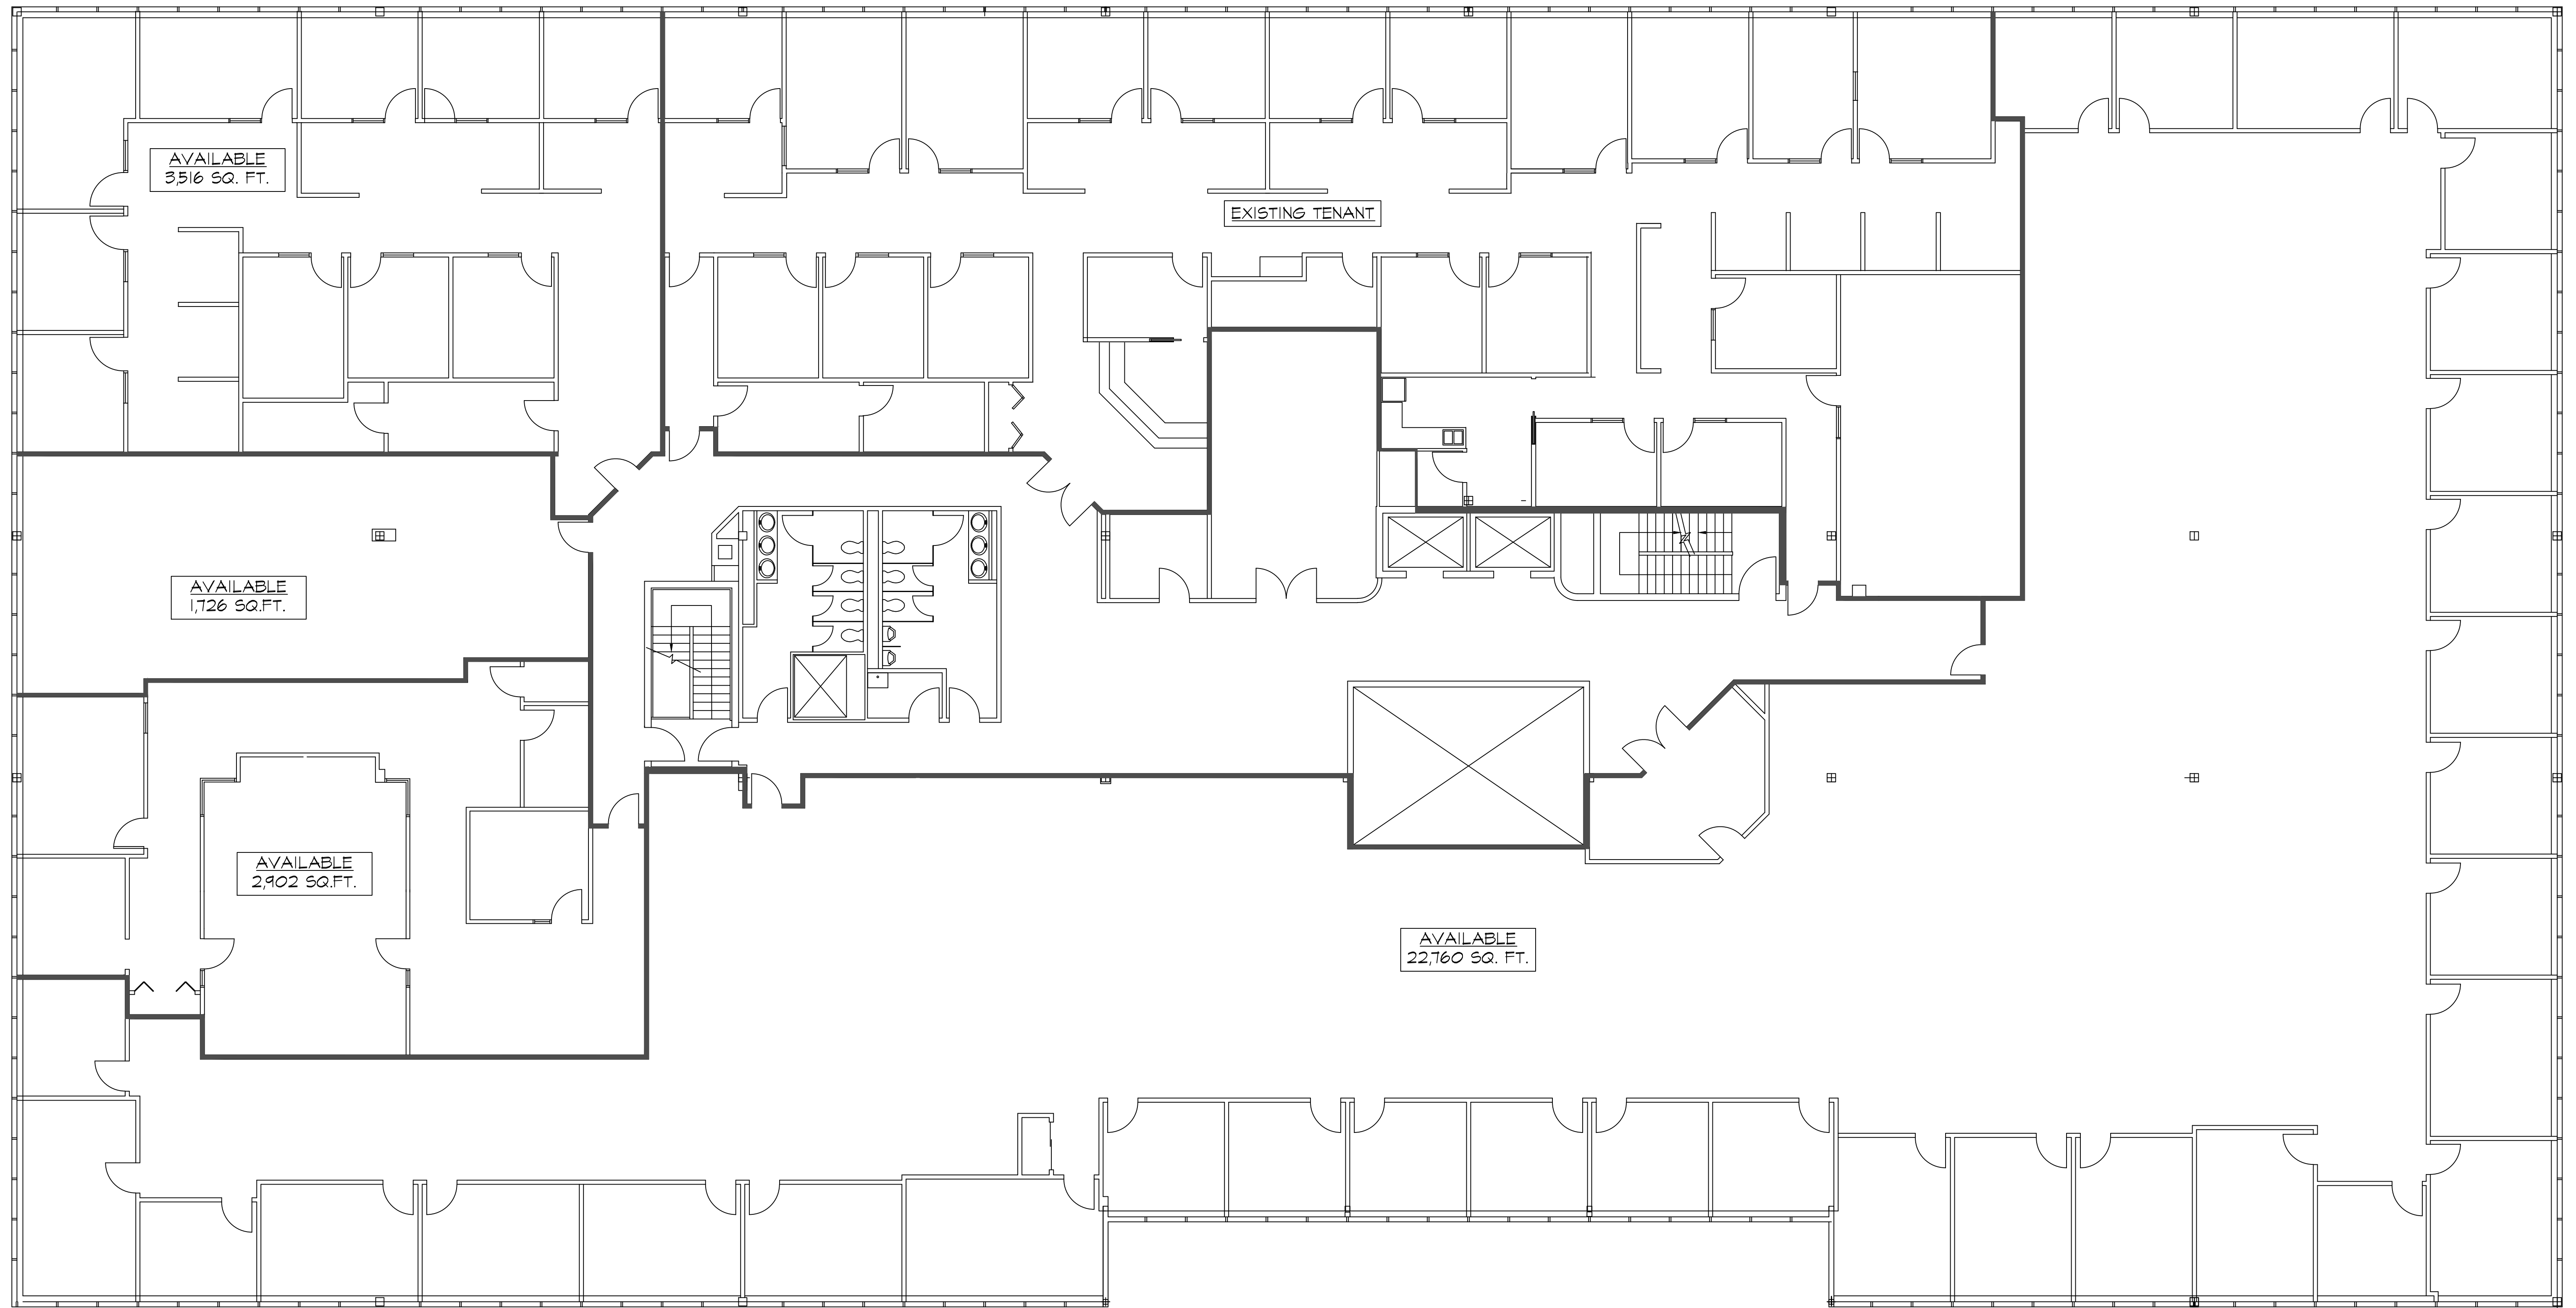 AVAILABLE
3,516 SQ. FT.
EXISTING TENANT
AVAILABLE
1,726 SQ.FT.
AVAILABLE
2,902 SQ.FT.
AVAILABLE
22,760 SQ. FT.